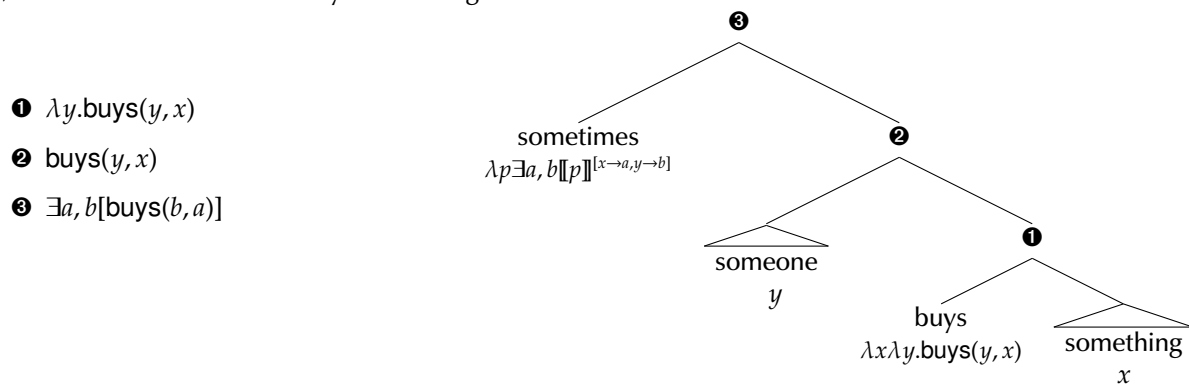 ❸
❶ λy.buys(y, x)
❷ buys(y, x)
❸ ∃a, b[buys(b, a)]
sometimes
λp∃a, b⟦p⟧^[x→a,y→b]
❷
someone
y
❶
buys
λxλy.buys(y, x)
something
x